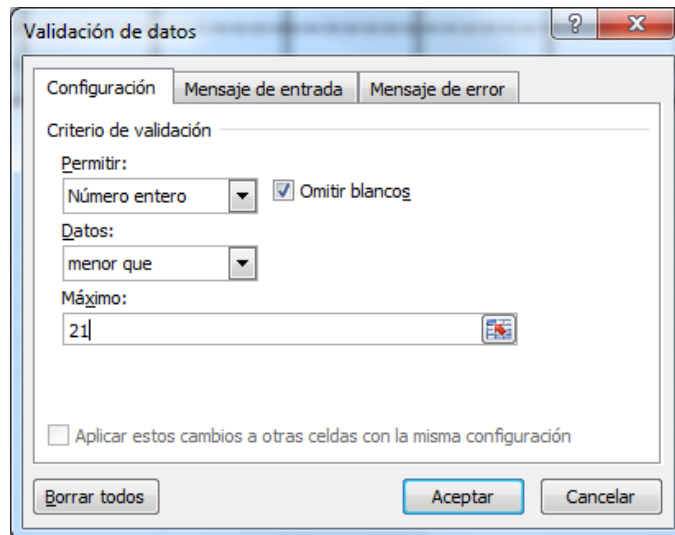 Validación de datos
Configuración Mensaje de entrada Mensaje de error
Criterio de validación
Permitir:
Número entero Omitir blancos
Datos:
menor que
Máximo:
21
Aplicar estos cambios a otras celdas con la misma configuración
Borrar todos Aceptar Cancelar